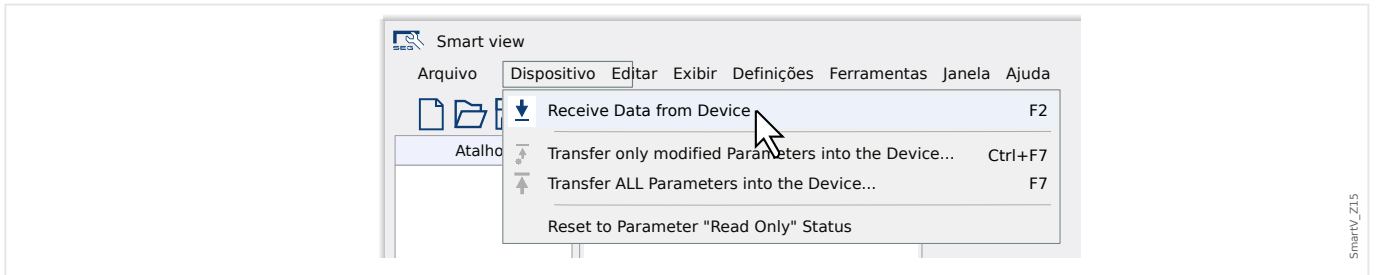 SEG Smart view
Arquivo Dispositivo Editar Exibir Definições Ferramentas Janela Ajuda
Receive Data from Device F2
Atalho
Transfer only modified Parameters into the Device... Ctrl+F7
Transfer ALL Parameters into the Device... F7
Reset to Parameter "Read Only" Status
SmartV_Z15